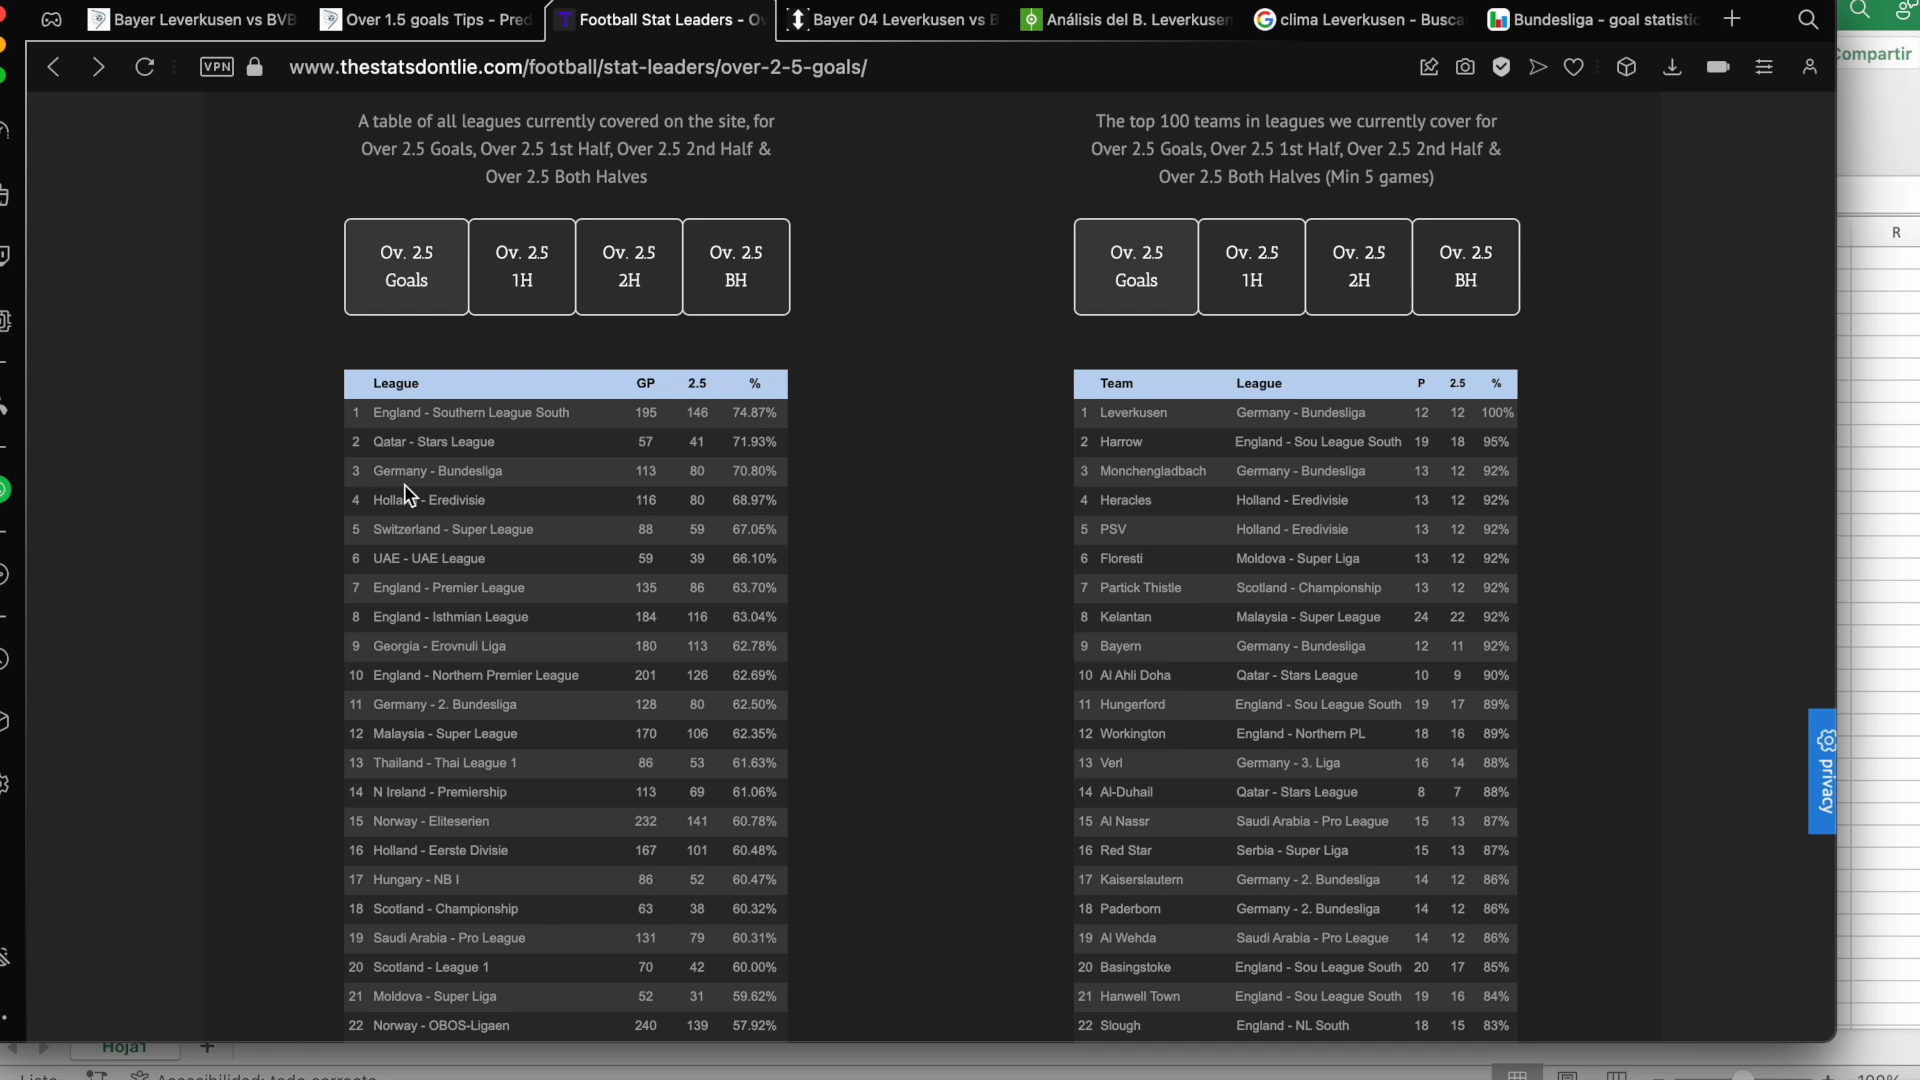 Bayer Leverkusen vs BVB
Over 1.5 goals Tips - Pred
Football Stat Leaders - Ov
Bayer 04 Leverkusen vs B
Análisis del B. Leverkusen
clima Leverkusen - Busca
Bundesliga - goal statistic
Compartir
VPN
www.thestatsdontlie.com/football/stat-leaders/over-2-5-goals/
A table of all leagues currently covered on the site, for
Over 2.5 Goals, Over 2.5 1st Half, Over 2.5 2nd Half &
Over 2.5 Both Halves
Ov. 2.5 Goals
Ov. 2.5 1H
Ov. 2.5 2H
Ov. 2.5 BH
League GP 2.5 %
1 England - Southern League South 195 146 74.87%
2 Qatar - Stars League 57 41 71.93%
3 Germany - Bundesliga 113 80 70.80%
4 Holland - Eredivisie 116 80 68.97%
5 Switzerland - Super League 88 59 67.05%
6 UAE - UAE League 59 39 66.10%
7 England - Premier League 135 86 63.70%
8 England - Isthmian League 184 116 63.04%
9 Georgia - Erovnuli Liga 180 113 62.78%
10 England - Northern Premier League 201 126 62.69%
11 Germany - 2. Bundesliga 128 80 62.50%
12 Malaysia - Super League 170 106 62.35%
13 Thailand - Thai League 1 86 53 61.63%
14 N Ireland - Premiership 113 69 61.06%
15 Norway - Eliteserien 232 141 60.78%
16 Holland - Eerste Divisie 167 101 60.48%
17 Hungary - NB I 86 52 60.47%
18 Scotland - Championship 63 38 60.32%
19 Saudi Arabia - Pro League 131 79 60.31%
20 Scotland - League 1 70 42 60.00%
21 Moldova - Super Liga 52 31 59.62%
22 Norway - OBOS-Ligaen 240 139 57.92%
The top 100 teams in leagues we currently cover for
Over 2.5 Goals, Over 2.5 1st Half, Over 2.5 2nd Half &
Over 2.5 Both Halves (Min 5 games)
Ov. 2.5 Goals
Ov. 2.5 1H
Ov. 2.5 2H
Ov. 2.5 BH
Team League P 2.5 %
1 Leverkusen Germany - Bundesliga 12 12 100%
2 Harrow England - Sou League South 19 18 95%
3 Monchengladbach Germany - Bundesliga 13 12 92%
4 Heracles Holland - Eredivisie 13 12 92%
5 PSV Holland - Eredivisie 13 12 92%
6 Floresti Moldova - Super Liga 13 12 92%
7 Partick Thistle Scotland - Championship 13 12 92%
8 Kelantan Malaysia - Super League 24 22 92%
9 Bayern Germany - Bundesliga 12 11 92%
10 Al Ahli Doha Qatar - Stars League 10 9 90%
11 Hungerford England - Sou League South 19 17 89%
12 Workington England - Northern PL 18 16 89%
13 Verl Germany - 3. Liga 16 14 88%
14 Al-Duhail Qatar - Stars League 8 7 88%
15 Al Nassr Saudi Arabia - Pro League 15 13 87%
16 Red Star Serbia - Super Liga 15 13 87%
17 Kaiserslautern Germany - 2. Bundesliga 14 12 86%
18 Paderborn Germany - 2. Bundesliga 14 12 86%
19 Al Wehda Saudi Arabia - Pro League 14 12 86%
20 Basingstoke England - Sou League South 20 17 85%
21 Hanwell Town England - Sou League South 19 16 84%
22 Slough England - NL South 18 15 83%
privacy
R
Hoja1
Listo
Accesibilidad: todo correcto
100%